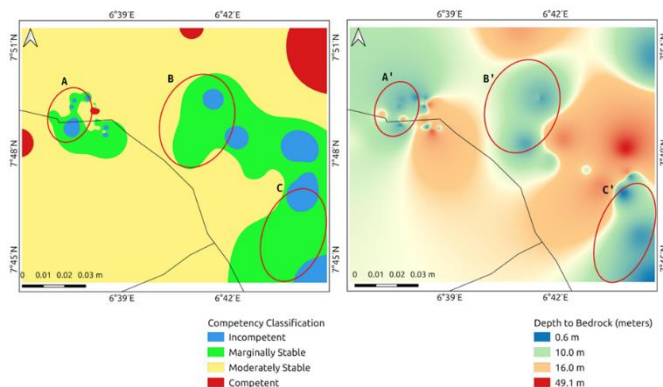 6°39'E 6°42'E
6°39'E 6°42'E
7°51'N
7°48'N
7°45'N
A
B
C
0 0.01 0.02 0.03 m
6°39'E 6°42'E
A'
B'
C'
0 0.01 0.02 0.03 m
7°51'N
7°48'N
7°45'N
6°39'E 6°42'E
Competency Classification
Incompetent
Marginally Stable
Moderately Stable
Competent
Depth to Bedrock (meters)
0.6 m
10.0 m
16.0 m
49.1 m